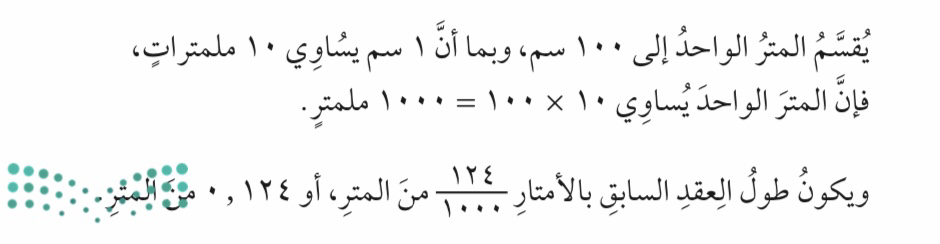 يُقسَّمُ المترُ الواحدُ إلى ١٠٠ سم، وبما أنَّ ١ سم يسُاوِي ١٠ ملمتراتٍ،
فإنَّ المترَ الواحدَ يُساوِي ١٠ × ١٠٠ = ١٠٠٠ ملمترٍ.
ويكونُ طولُ العِقدِ السابقِ بالأمتارِ ١٢٤/١٠٠٠ منَ المترِ، أو ١٢٤, ٠ منَ المترِ.